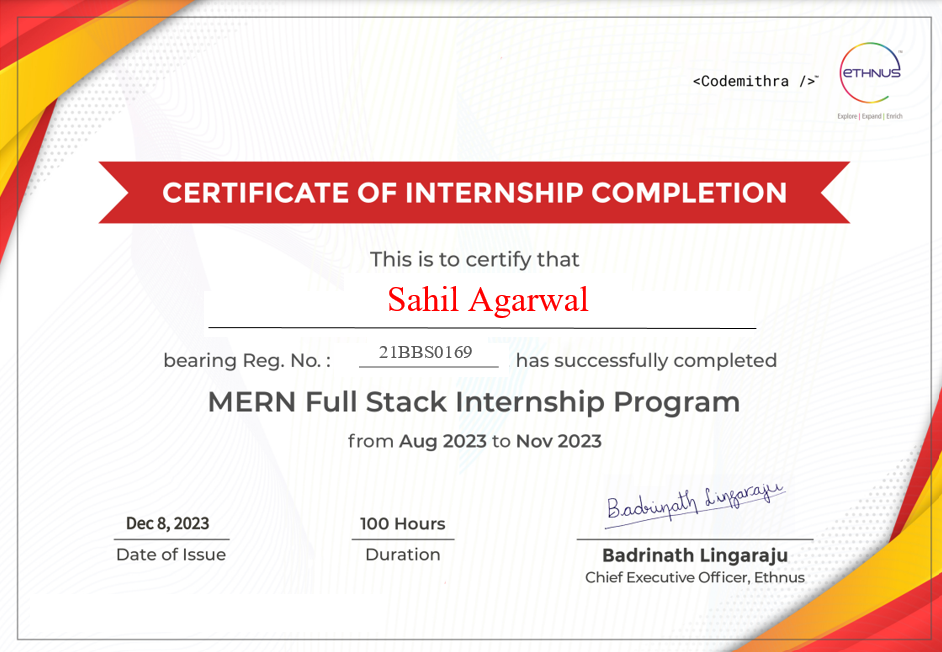 <Codemithra />™
ETHNUS™
Explore | Expand | Enrich
CERTIFICATE OF INTERNSHIP COMPLETION
This is to certify that
Sahil Agarwal
bearing Reg. No. : 21BBS0169 has successfully completed
MERN Full Stack Internship Program
from Aug 2023 to Nov 2023
Badrinath Lingaraju
Dec 8, 2023 100 Hours
Date of Issue Duration
Badrinath Lingaraju
Chief Executive Officer, Ethnus